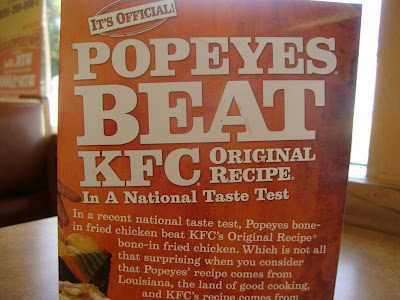 IT'S OFFICIAL!
POPEYES®
BEAT
KFC® ORIGINAL RECIPE®
In A National Taste Test
In a recent national taste test, Popeyes bone-
in fried chicken beat KFC's Original Recipe®
bone-in fried chicken. Which is not all
that surprising when you consider
that Popeyes' recipe comes from
Louisiana, the land of good cooking,
and KFC's recipe comes from